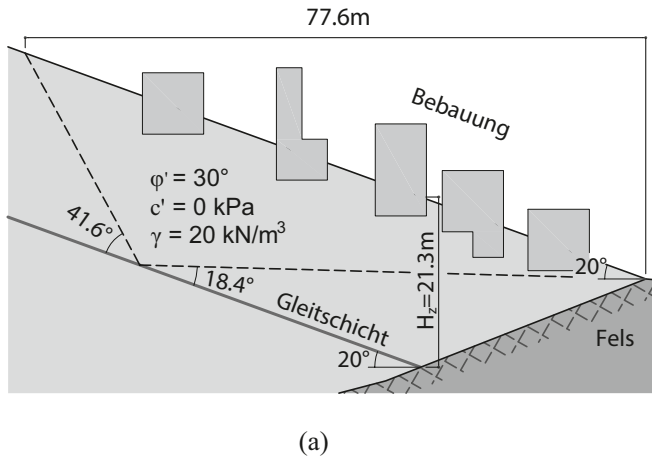 77.6m
Bebauung
φ' = 30°
c' = 0 kPa
γ = 20 kN/m³
41.6°
18.4°
Gleitschicht
20°
H_z=21.3m
20°
Fels
(a)